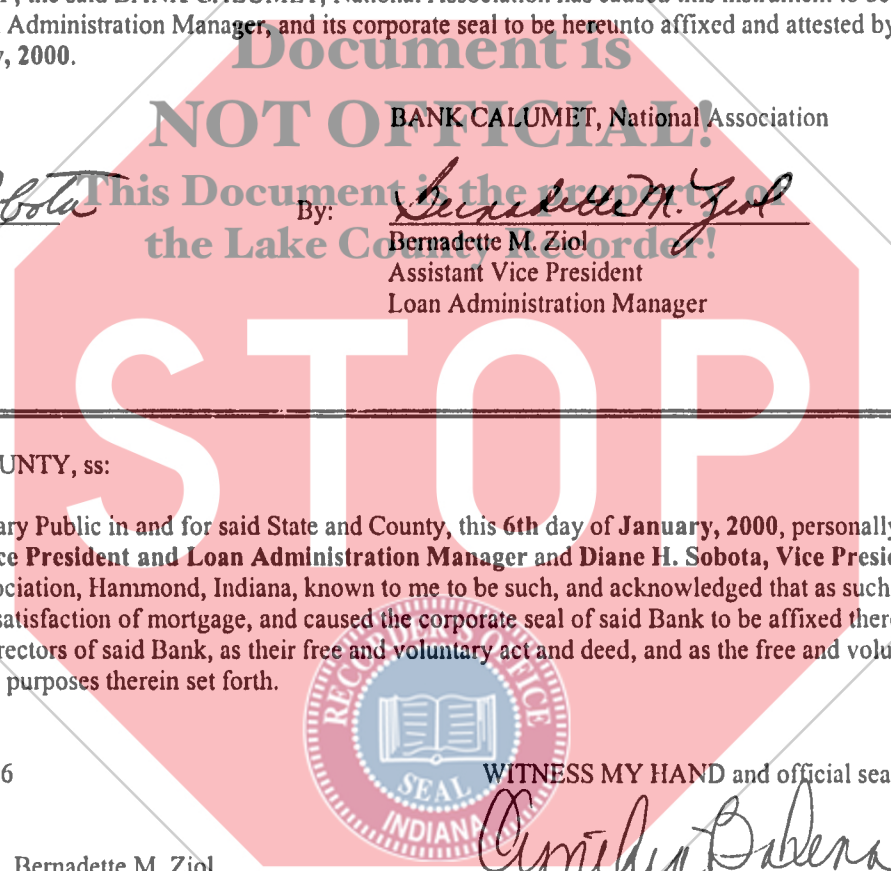 Administration Manager, and its corporate seal to be hereunto affixed and attested by
, 2000.
Document is
NOT OFFICIAL!
This Document is the property of
the Lake County Recorder!
BANK CALUMET, National Association
By: Bernadette M. Ziol
Bernadette M. Ziol
Assistant Vice President
Loan Administration Manager
STOP
UNTY, ss:
ary Public in and for said State and County, this 6th day of January, 2000, personally
ce President and Loan Administration Manager and Diane H. Sobota, Vice Presi
ociation, Hammond, Indiana, known to me to be such, and acknowledged that as such
satisfaction of mortgage, and caused the corporate seal of said Bank to be affixed there
rectors of said Bank, as their free and voluntary act and deed, and as the free and volu
purposes therein set forth.
RECORDER'S OFFICE
SEAL
INDIANA
6
WITNESS MY HAND and official sea
Bernadette M. Ziol